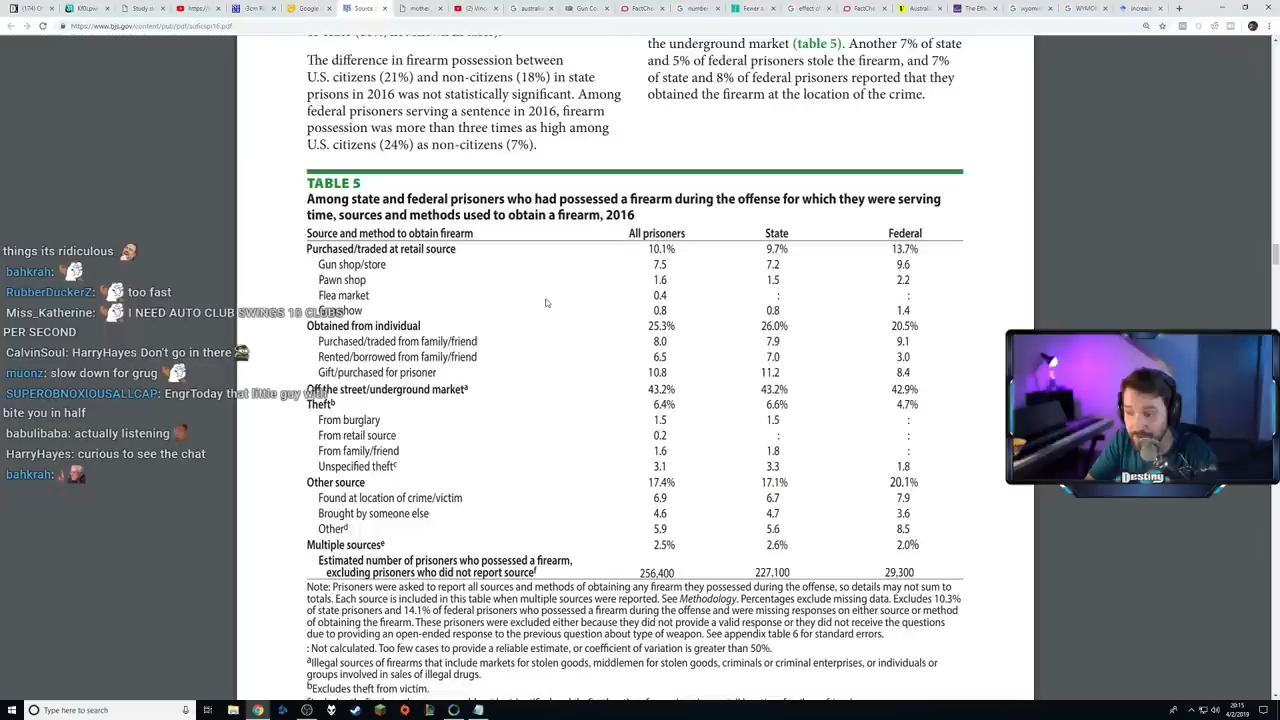 https://www.bjs.gov/content/pub/pdf/suficspi16.pdf
The difference in firearm possession between
U.S. citizens (21%) and non-citizens (18%) in state
prisons in 2016 was not statistically significant. Among
federal prisoners serving a sentence in 2016, firearm
possession was more than three times as high among
U.S. citizens (24%) as non-citizens (7%).
the underground market (table 5). Another 7% of state
and 5% of federal prisoners stole the firearm, and 7%
of state and 8% of federal prisoners reported that they
obtained the firearm at the location of the crime.
TABLE 5
Among state and federal prisoners who had possessed a firearm during the offense for which they were serving
time, sources and methods used to obtain a firearm, 2016
Source and method to obtain firearm All prisoners State Federal
Purchased/traded at retail source 10.1% 9.7% 13.7%
Gun shop/store 7.5 7.2 9.6
Pawn shop 1.6 1.5 2.2
Flea market 0.4 : :
show 0.8 0.8 1.4
Obtained from individual 25.3% 26.0% 20.5%
Purchased/traded from family/friend 8.0 7.9 9.1
Rented/borrowed from family/friend 6.5 7.0 3.0
Gift/purchased for prisoner 10.8 11.2 8.4
Off the street/underground marketa 43.2% 43.2% 42.9%
Theftb 6.4% 6.6% 4.7%
From burglary 1.5 1.5 :
From retail source 0.2 : :
From family/friend 1.6 1.8 :
Unspecified theftc 3.1 3.3 1.8
Other source 17.4% 17.1% 20.1%
Found at location of crime/victim 6.9 6.7 7.9
Brought by someone else 4.6 4.7 3.6
Otherd 5.9 5.6 8.5
Multiple sourcese 2.5% 2.6% 2.0%
Estimated number of prisoners who possessed a firearm,
excluding prisoners who did not report sourcef 256,400 227,100 29,300
Note: Prisoners were asked to report all sources and methods of obtaining any firearm they possessed during the offense, so details may not sum to
totals. Each source is included in this table when multiple sources were reported. See Methodology. Percentages exclude missing data. Excludes 10.3%
of state prisoners and 14.1% of federal prisoners who possessed a firearm during the offense and were missing responses on either source or method
of obtaining the firearm. These prisoners were excluded either because they did not provide a valid response or they did not receive the questions
due to providing an open-ended response to the previous question about type of weapon. See appendix table 6 for standard errors.
: Not calculated. Too few cases to provide a reliable estimate, or coefficient of variation is greater than 50%.
aIllegal sources of firearms that include markets for stolen goods, middlemen for stolen goods, criminals or criminal enterprises, or individuals or
groups involved in sales of illegal drugs.
bExcludes theft from victim.
things its ridiculous
bahkrah:
RubberDuckerZ: too fast
Miss_Katherine: I NEED AUTO CLUB SWINGS 10 CLUBS
PER SECOND
CalvinSoul: HarryHayes Don't go in there
muonz: slow down for grug
SUPEROBNOXIOUSALLCAP: EngrToday that little guy will
bite you in half
babulibaba: actually listening
HarryHayes: curious to see the chat
bahkrah:
Destiny
Type here to search
20:15
4/2/2019